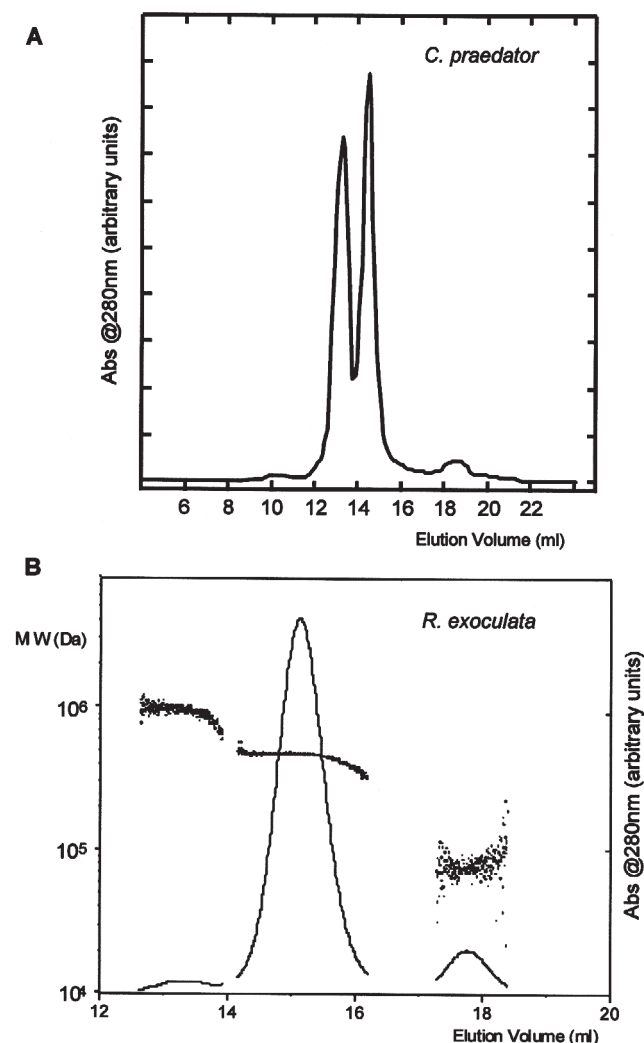 A
C. praedator
Abs @280nm (arbitrary units)
6 8 10 12 14 16 18 20 22
Elution Volume (ml)
B
R. exoculata
MW(Da)
10⁶
10⁵
10⁴
Abs @280nm (arbitrary units)
12 14 16 18 20
Elution Volume (ml)